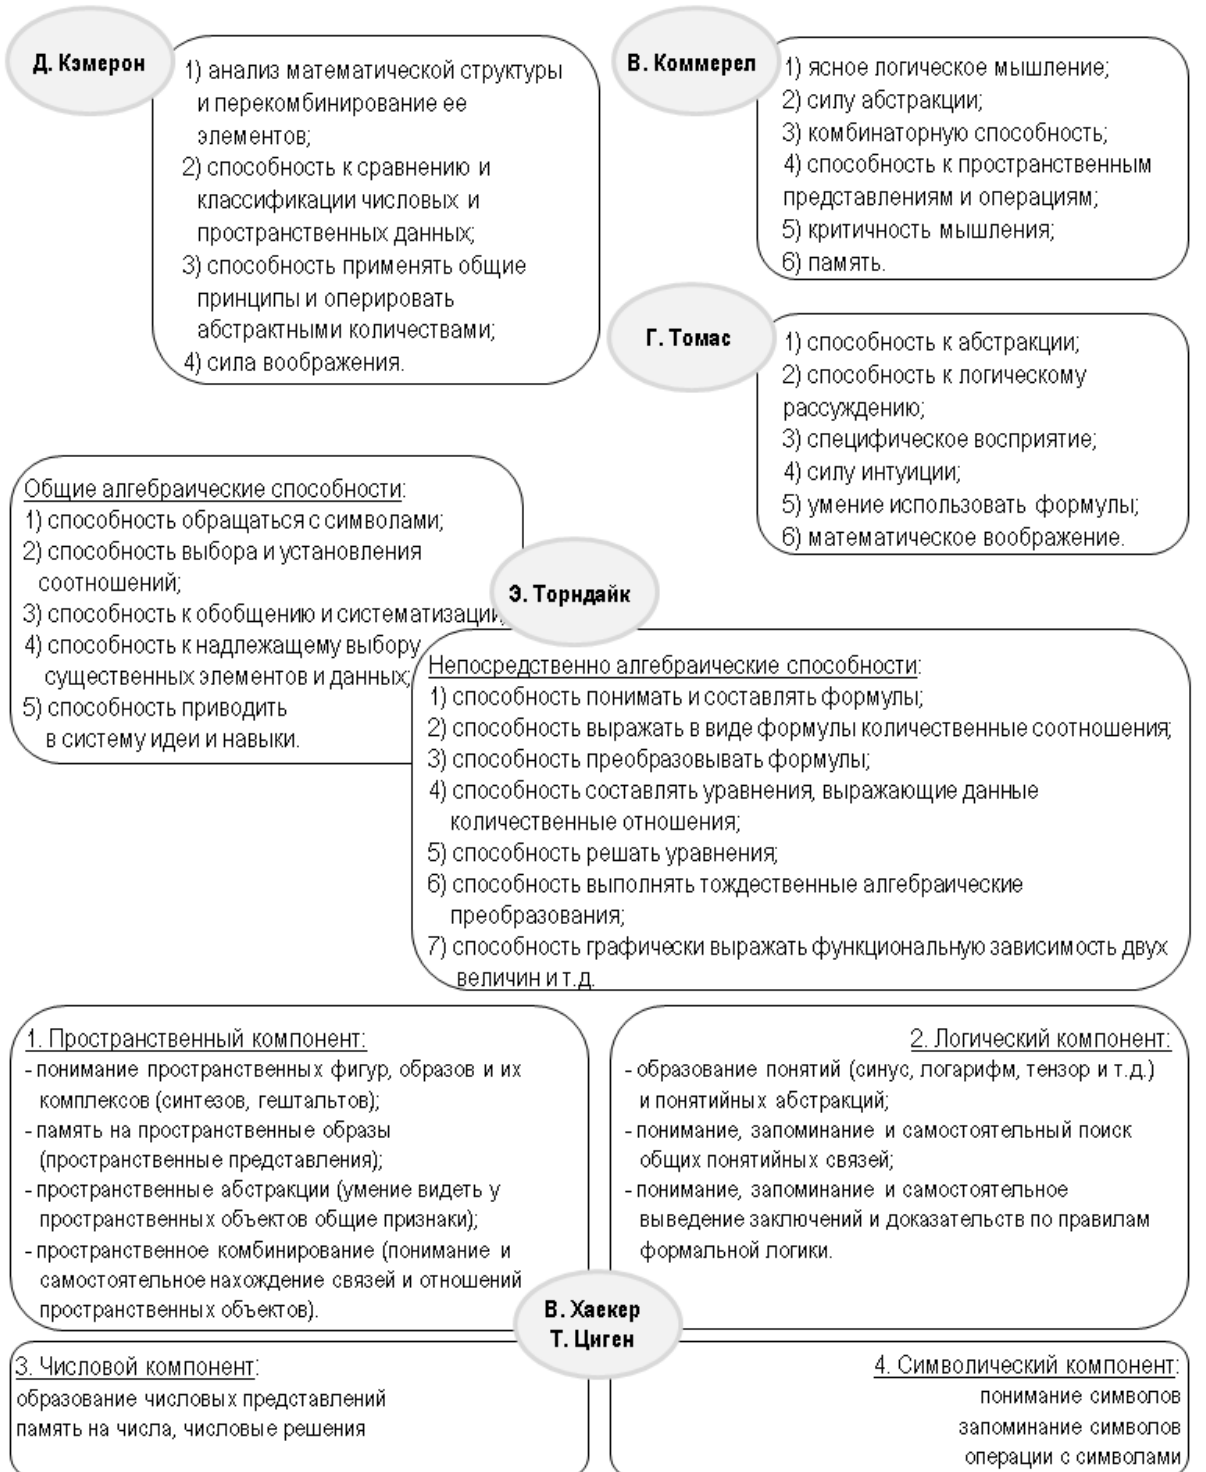 Д. Кэмерон
1) анализ математической структуры
и перекомбинирование ее
элементов;
2) способность к сравнению и
классификации числовых и
пространственных данных;
3) способность применять общие
принципы и оперировать
абстрактными количествами;
4) сила воображения.
В. Коммерел
1) ясное логическое мышление;
2) силу абстракции;
3) комбинаторную способность;
4) способность к пространственным
представлениям и операциям;
5) критичность мышления;
6) память.
Г. Томас
1) способность к абстракции;
2) способность к логическому
рассуждению;
3) специфическое восприятие;
4) силу интуиции;
5) умение использовать формулы;
6) математическое воображение.
Э. Торндайк
Общие алгебраические способности:
1) способность обращаться с символами;
2) способность выбора и установления
соотношений;
3) способность к обобщению и систематизации;
4) способность к надлежащему выбору
существенных элементов и данных;
5) способность приводить
в систему идеи и навыки.
Непосредственно алгебраические способности:
1) способность понимать и составлять формулы;
2) способность выражать в виде формулы количественные соотношения;
3) способность преобразовывать формулы;
4) способность составлять уравнения, выражающие данные
количественные отношения;
5) способность решать уравнения;
6) способность выполнять тождественные алгебраические
преобразования;
7) способность графически выражать функциональную зависимость двух
величин и т.д.
В. Хаекер
Т. Циген
1. Пространственный компонент:
- понимание пространственных фигур, образов и их
комплексов (синтезов, гештальтов);
- память на пространственные образы
(пространственные представления);
- пространственные абстракции (умение видеть у
пространственных объектов общие признаки);
- пространственное комбинирование (понимание и
самостоятельное нахождение связей и отношений
пространственных объектов).
2. Логический компонент:
- образование понятий (синус, логарифм, тензор и т.д.)
и понятийных абстракций;
- понимание, запоминание и самостоятельный поиск
общих понятийных связей;
- понимание, запоминание и самостоятельное
выведение заключений и доказательств по правилам
формальной логики.
3. Числовой компонент:
образование числовых представлений
память на числа, числовые решения
4. Символический компонент:
понимание символов
запоминание символов
операции с символами